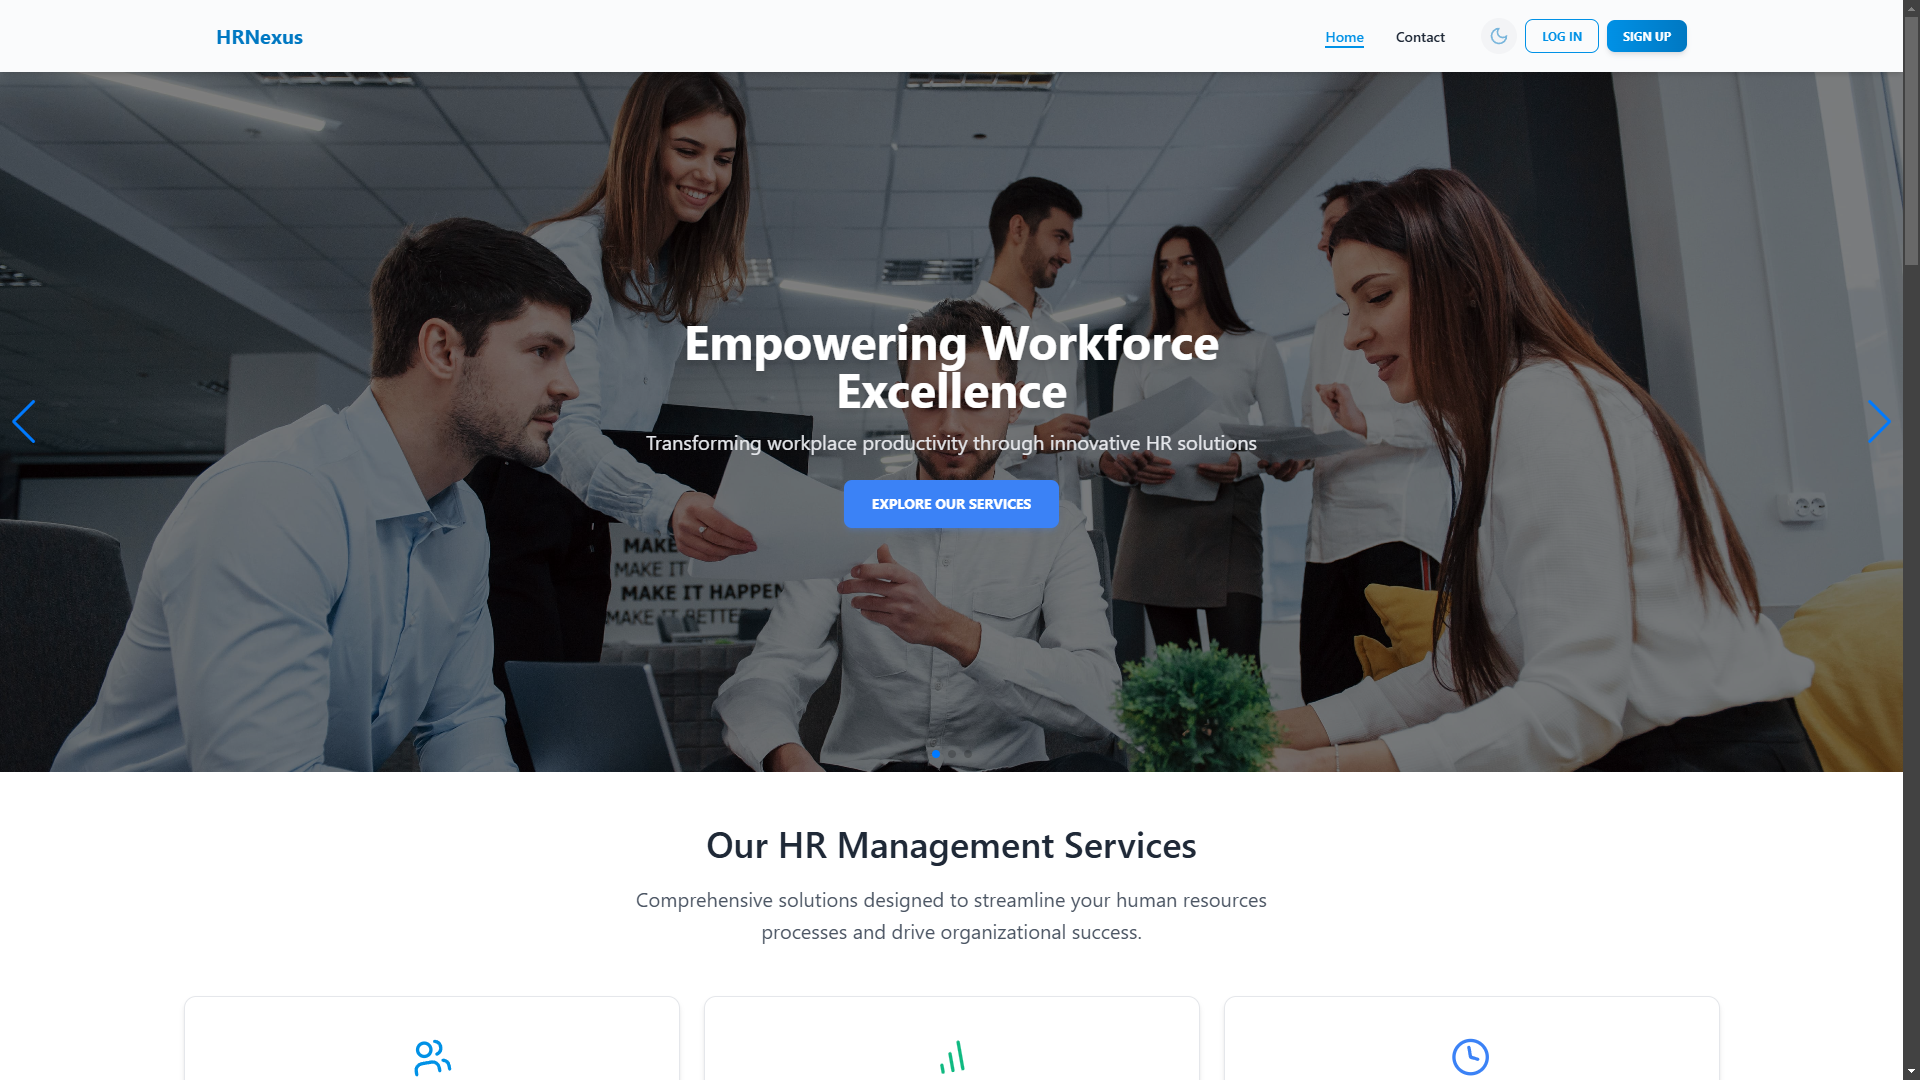 HRNexus
Home
Contact
LOG IN
SIGN UP
Empowering Workforce
Excellence
Transforming workplace productivity through innovative HR solutions
EXPLORE OUR SERVICES
MAKE
MAKE IT
MAKE IT HAPPEN
MAKE IT BETTE
Our HR Management Services
Comprehensive solutions designed to streamline your human resources
processes and drive organizational success.